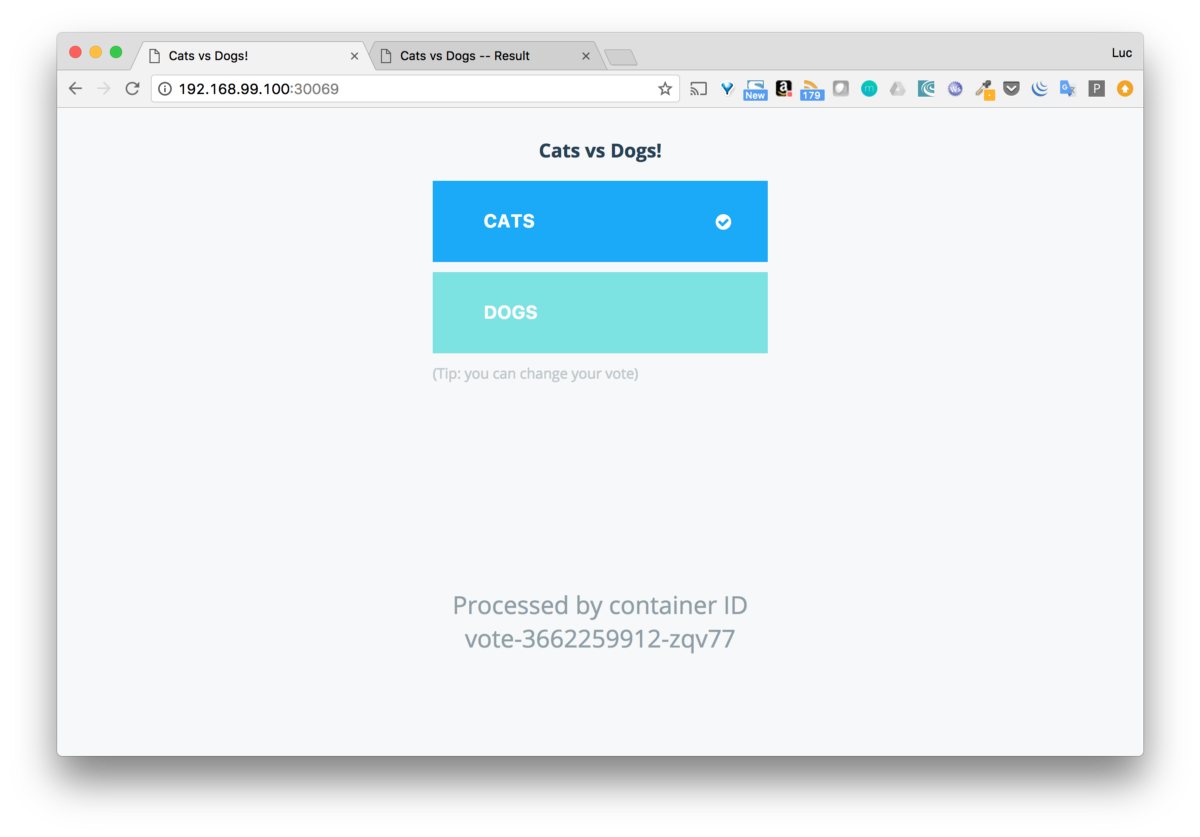 Cats vs Dogs!
Cats vs Dogs -- Result
Luc
192.168.99.100:30069
New
a
179
m
P
Cats vs Dogs!
CATS
DOGS
(Tip: you can change your vote)
Processed by container ID
vote-3662259912-zqv77